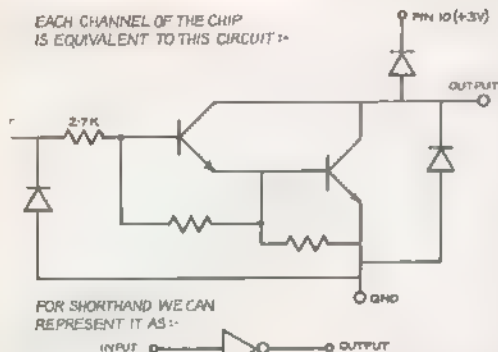 EACH CHANNEL OF THE CHIP
IS EQUIVALENT TO THIS CIRCUIT:-
PIN 10 (+3V)
OUTPUT
2.7K
GND
FOR SHORTHAND WE CAN
REPRESENT IT AS:-
INPUT OUTPUT